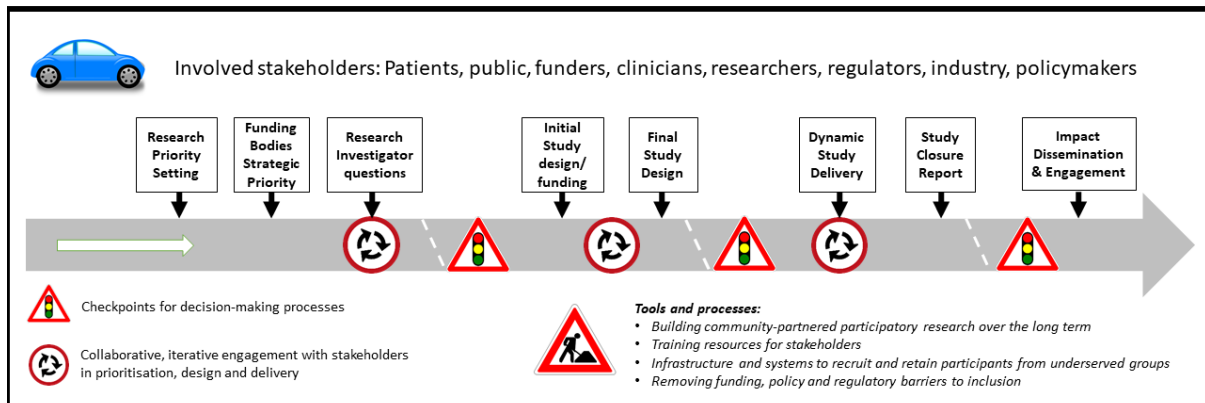 Involved stakeholders: Patients, public, funders, clinicians, researchers, regulators, industry, policymakers
Research
Priority
Setting
Funding
Bodies
Strategic
Priority
Research
Investigator
questions
Initial
Study
design/
funding
Final
Study
Design
Dynamic
Study
Delivery
Study
Closure
Report
Impact
Dissemination
& Engagement
Checkpoints for decision-making processes
Collaborative, iterative engagement with stakeholders
in prioritisation, design and delivery
Tools and processes:
• Building community-partnered participatory research over the long term
• Training resources for stakeholders
• Infrastructure and systems to recruit and retain participants from underserved groups
• Removing funding, policy and regulatory barriers to inclusion